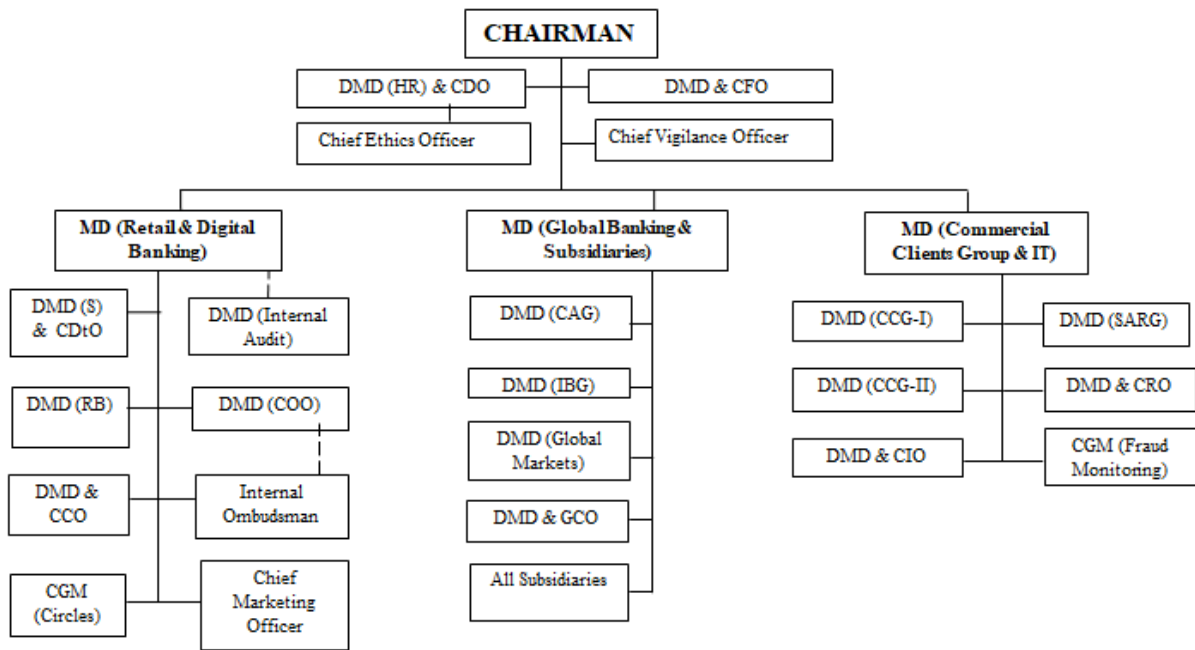 CHAIRMAN
DMD (HR) & CDO
DMD & CFO
Chief Ethics Officer
Chief Vigilance Officer
MD (Retail & Digital
Banking)
MD (Global Banking &
Subsidiaries)
MD (Commercial
Clients Group & IT)
DMD (S)
& CDtO
DMD (Internal
Audit)
DMD (RB)
DMD (COO)
DMD &
CCO
Internal
Ombudsman
CGM
(Circles)
Chief
Marketing
Officer
DMD (CAG)
DMD (IBG)
DMD (Global
Markets)
DMD & GCO
All Subsidiaries
DMD (CCG-I)
DMD (SARG)
DMD (CCG-II)
DMD & CRO
DMD & CIO
CGM (Fraud
Monitoring)